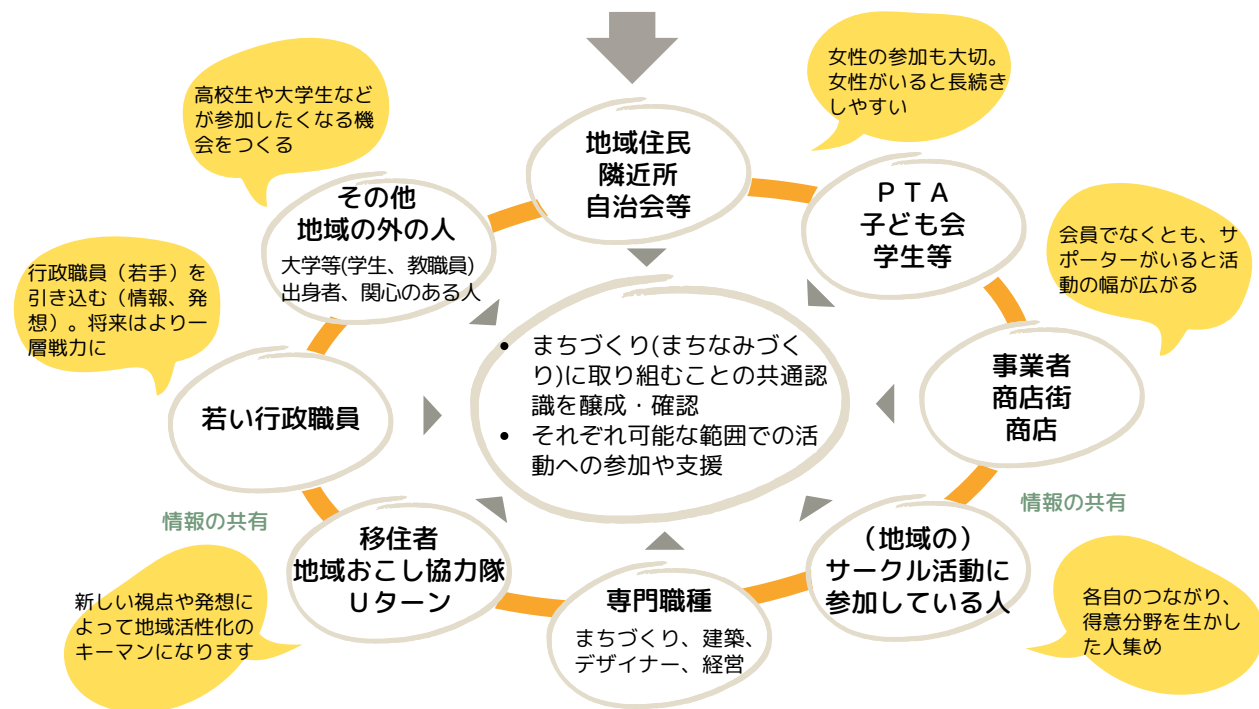 高校生や大学生など
が参加したくなる機
会をつくる
女性の参加も大切。
女性がいると長続き
しやすい
地域住民
隣近所
自治会等
その他
地域の外の人
大学等(学生、教職員)
出身者、関心のある人
ＰＴＡ
子ども会
学生等
会員でなくとも、サ
ポーターがいると活
動の幅が広がる
行政職員（若手）を
引き込む（情報、発
想）。将来はより一
層戦力に
若い行政職員
• まちづくり(まちなみづく
り)に取り組むことの共通認
識を醸成・確認
• それぞれ可能な範囲での活
動への参加や支援
事業者
商店街
商店
情報の共有
情報の共有
移住者
地域おこし協力隊
Ｕターン
専門職種
まちづくり、建築、
デザイナー、経営
（地域の）
サークル活動に
参加している人
新しい視点や発想に
よって地域活性化の
キーマンになります
各自のつながり、
得意分野を生かし
た人集め